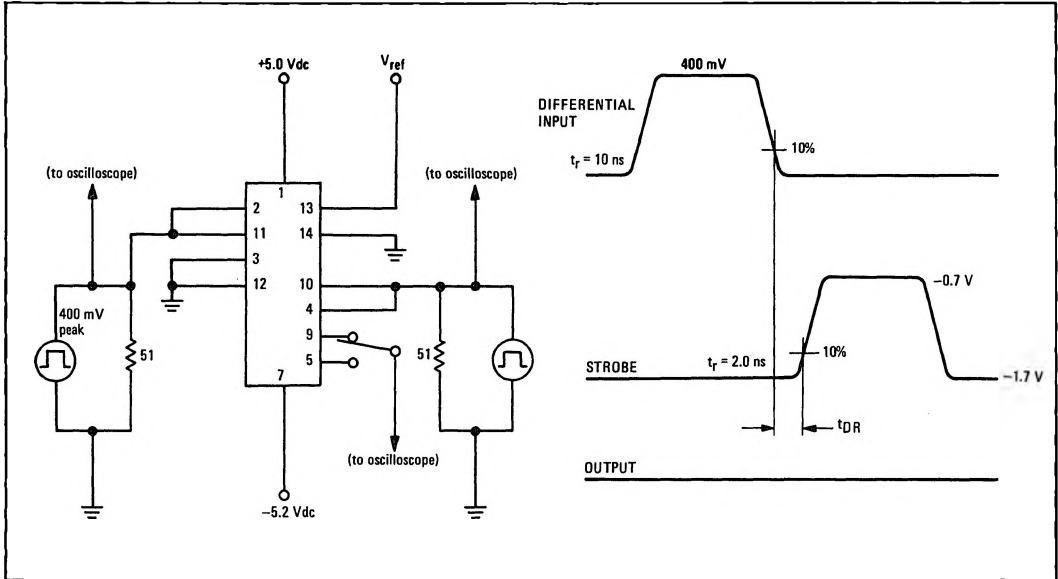 +5.0 Vdc
Vref
(to oscilloscope)
1
2
13
11
14
3
12
10
4
9
5
7
400 mV
peak
51
51
(to oscilloscope)
(to oscilloscope)
−5.2 Vdc
400 mV
DIFFERENTIAL
INPUT
tr = 10 ns
10%
−0.7 V
tr = 2.0 ns
10%
STROBE
−1.7 V
tDR
OUTPUT